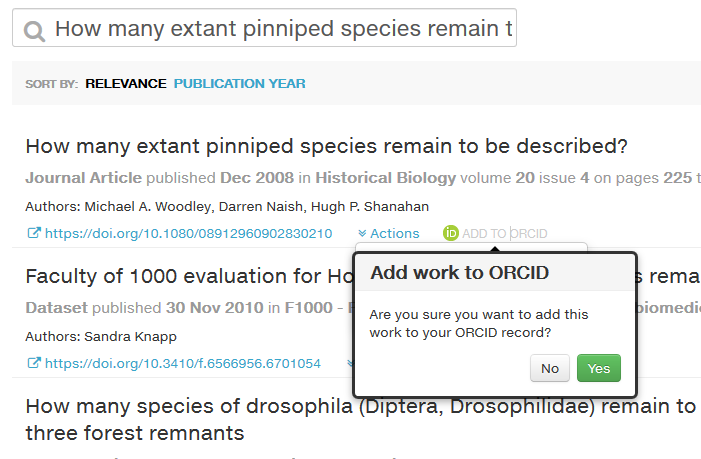 How many extant pinniped species remain t
SORT BY: RELEVANCE PUBLICATION YEAR
How many extant pinniped species remain to be described?
Journal Article published Dec 2008 in Historical Biology volume 20 issue 4 on pages 225 t
Authors: Michael A. Woodley, Darren Naish, Hugh P. Shanahan
https://doi.org/10.1080/08912960902830210 Actions iD ADD TO ORCID
Add work to ORCID
Are you sure you want to add this
work to your ORCID record?
No Yes
Faculty of 1000 evaluation for Ho s rema
Dataset published 30 Nov 2010 in F1000 - biomedic
Authors: Sandra Knapp
https://doi.org/10.3410/f.6566956.6701054
How many species of drosophila (Diptera, Drosophilidae) remain to
three forest remnants